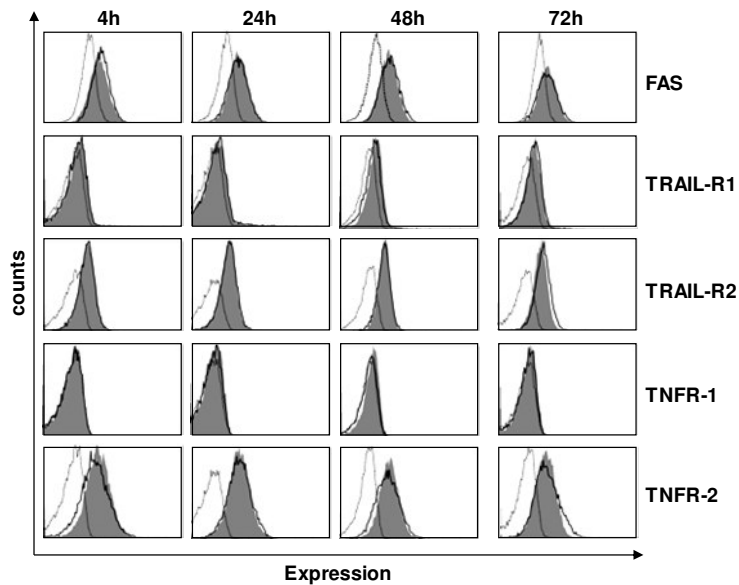 4h 24h 48h 72h
FAS
TRAIL-R1
TRAIL-R2
TNFR-1
TNFR-2
counts
Expression